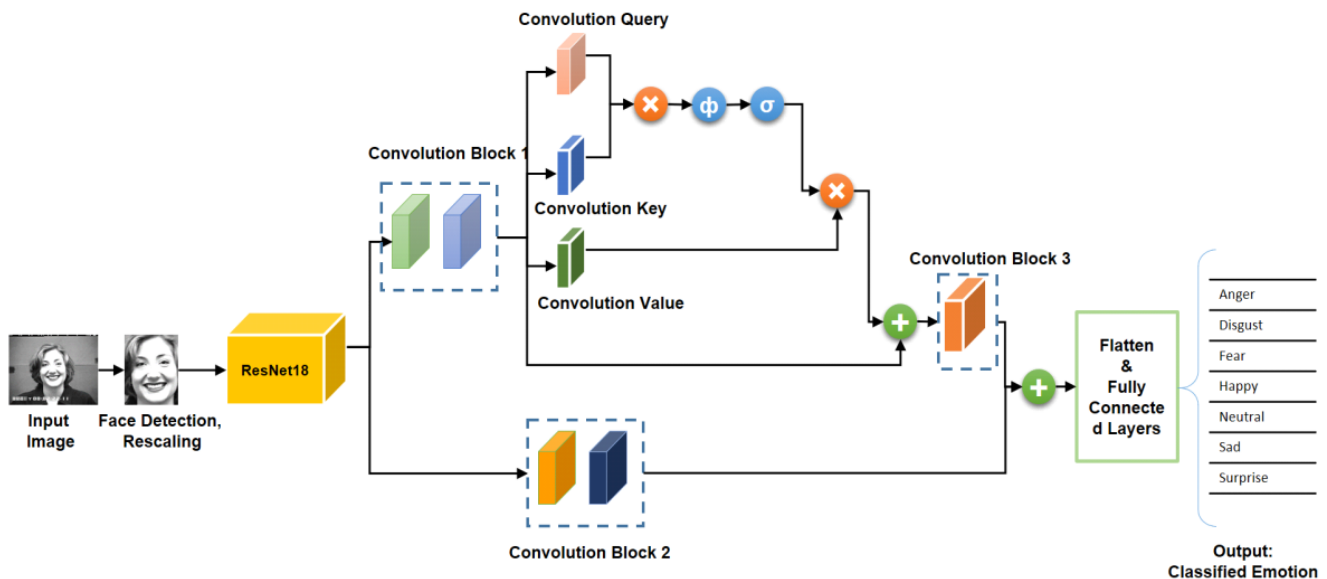 Convolution Query
Convolution Block 1
ϕ
σ
Convolution Key
Convolution Value
Convolution Block 3
ResNet18
Input
Image
Face Detection,
Rescaling
Flatten
&
Fully
Connecte
d Layers
Anger
Disgust
Fear
Happy
Neutral
Sad
Surprise
Convolution Block 2
Output:
Classified Emotion